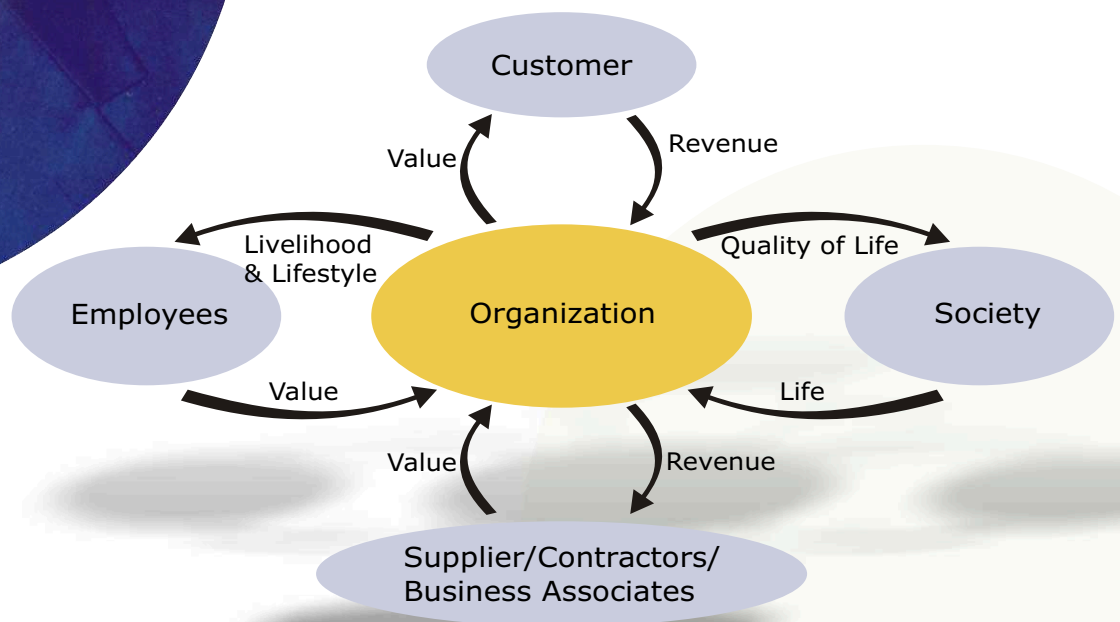 Customer
Value
Revenue
Livelihood
& Lifestyle
Quality of Life
Employees
Organization
Society
Value
Life
Value
Revenue
Supplier/Contractors/
Business Associates